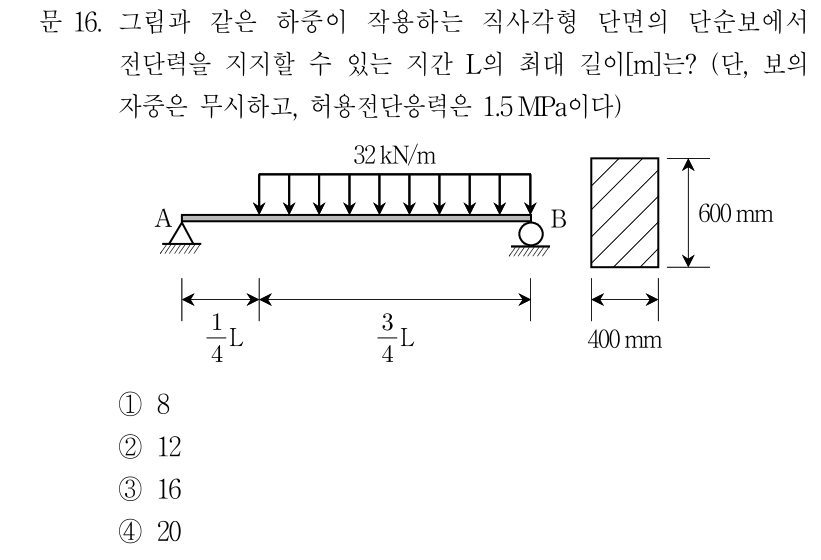 문 16. 그림과 같은 하중이 작용하는 직사각형 단면의 단순보에서
전단력을 지지할 수 있는 지간 L의 최대 길이[m]는? (단, 보의
자중은 무시하고, 허용전단응력은 1.5 MPa이다)
32 kN/m
A
B
600 mm
1/4 L
3/4 L
400 mm
① 8
② 12
③ 16
④ 20